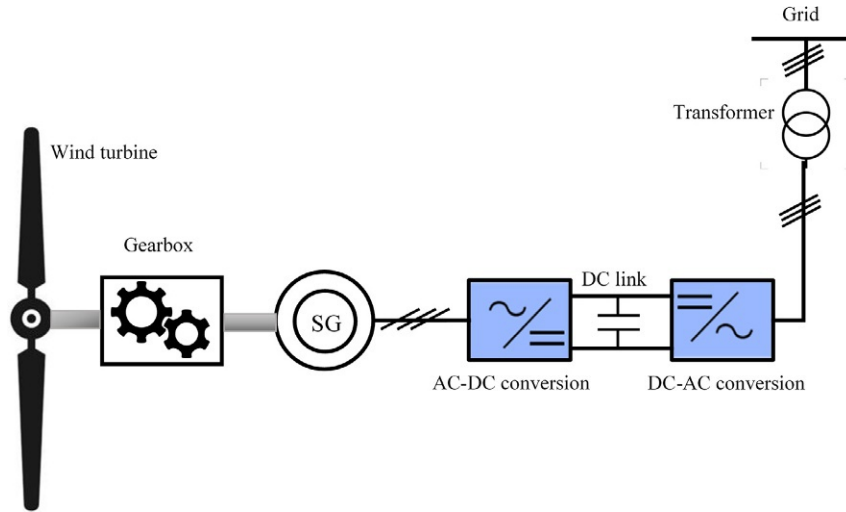 Grid
Transformer
Wind turbine
Gearbox
SG
DC link
AC-DC conversion
DC-AC conversion